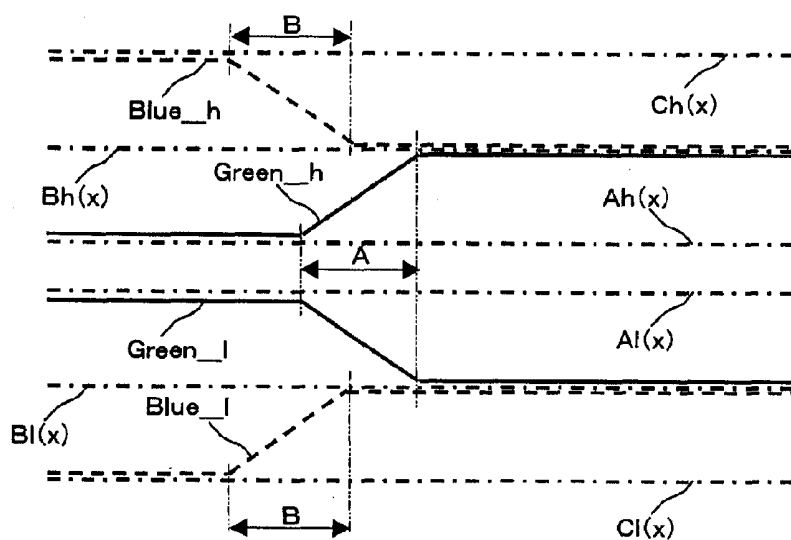 B
Blue_h
Ch(x)
Green_h
Bh(x)
Ah(x)
A
Green_l
Al(x)
Blue_l
Bl(x)
B
Cl(x)